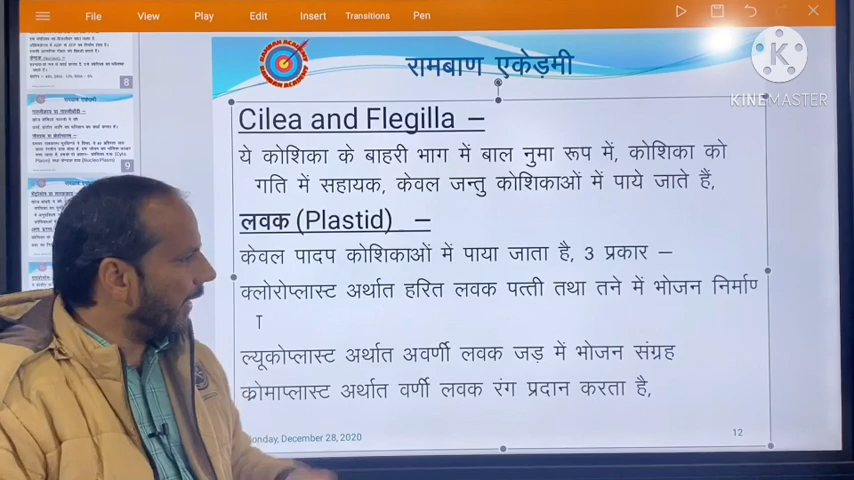 File View Play Edit Insert Transitions Pen
रामबाण एकेडमी
KINEMASTER
Cilea and Flegilla –
ये कोशिका के बाहरी भाग में बाल नुमा रूप में, कोशिका को
गति में सहायक, केवल जन्तु कोशिकाओं में पाये जाते हैं,
लवक (Plastid) –
केवल पादप कोशिकाओं में पाया जाता है, 3 प्रकार –
क्लोरोप्लास्ट अर्थात हरित लवक पत्ती तथा तने में भोजन निर्माण
ा
ल्यूकोप्लास्ट अर्थात अवर्णी लवक जड़ में भोजन संग्रह
क्रोमाप्लास्ट अर्थात वर्णी लवक रंग प्रदान करता है,
onday, December 28, 2020
12
8
9